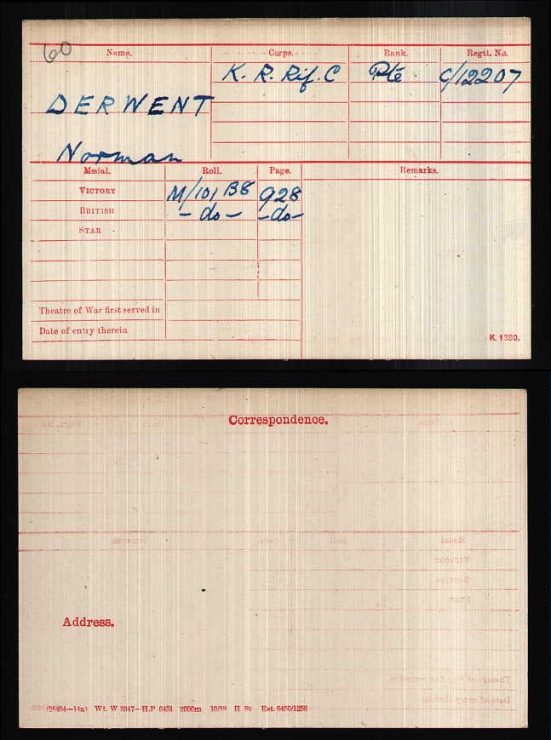 60
Name. Corps. Rank. Regtl. No.
K. R. Rif. C Pte C/12207
DERWENT
Norman
Medal. Roll. Page. Remarks.
VICTORY M/101 B8 928
BRITISH - do - - do -
STAR
Theatre of War first served in
Date of entry therein
K. 1380.
Correspondence.
Address.